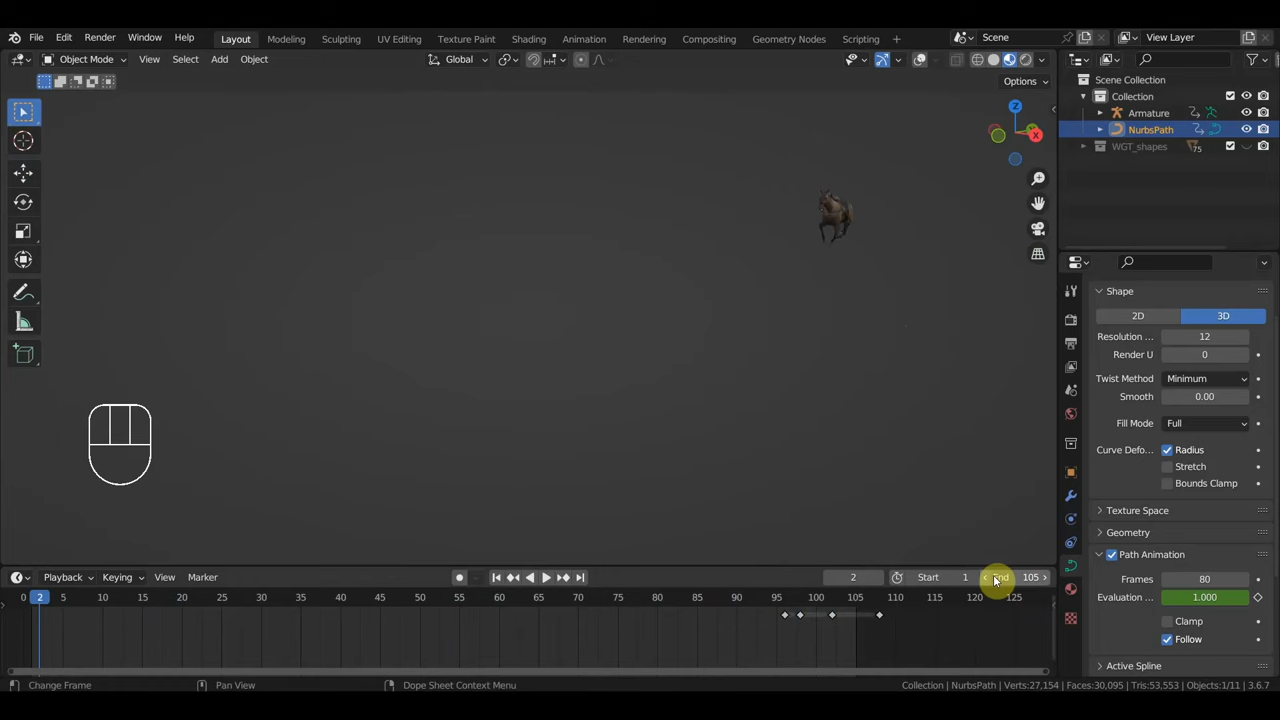 File Edit Render Window Help Layout Modeling Sculpting UV Editing Texture Paint Shading Animation Rendering Compositing Geometry Nodes Scripting + Scene View Layer
Object Mode View Select Add Object Global
Options
Scene Collection
Collection
Armature
NurbsPath
WGT_shapes 75
Z
X
Shape
2D 3D
Resolution ... 12
Render U 0
Twist Method Minimum
Smooth 0.00
Fill Mode Full
Curve Defo... Radius
Stretch
Bounds Clamp
Texture Space
Geometry
Path Animation
Frames 80
Evaluation ... 1.000
Clamp
Follow
Active Spline
Playback Keying View Marker 2 Start 1 End 105
0 2 5 10 15 20 25 30 35 40 45 50 55 60 65 70 75 80 85 90 95 100 105 110 115 120 125
Change Frame Pan View Dope Sheet Context Menu Collection | NurbsPath | Verts:27,154 | Faces:30,095 | Tris:53,553 | Objects:1/11 | 3.6.7